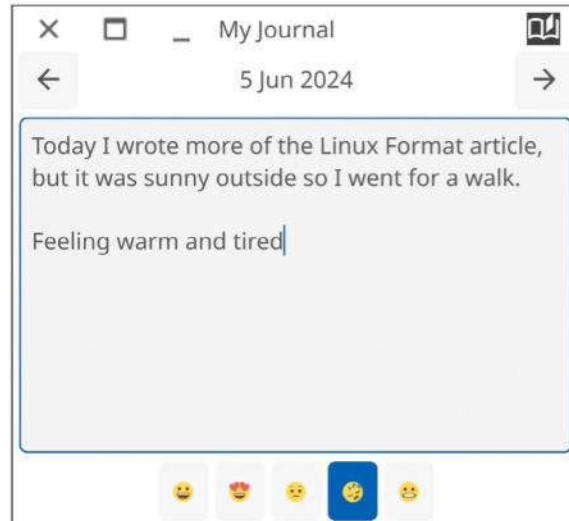 My Journal
5 Jun 2024
Today I wrote more of the Linux Format article,
but it was sunny outside so I went for a walk.
Feeling warm and tired